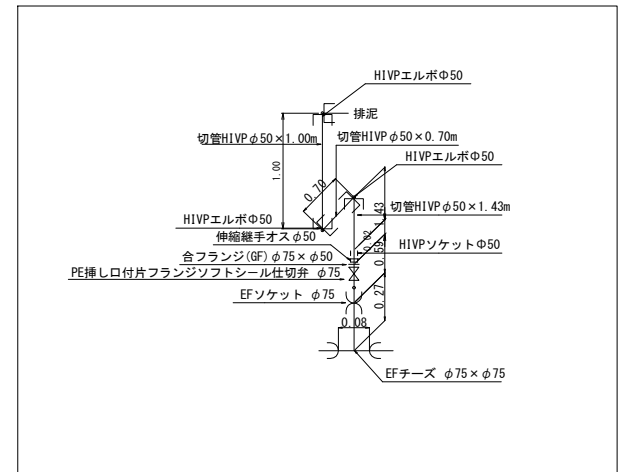 HIVPエルボΦ50
排泥
切管HIVPφ50×1.00m
切管HIVPφ50×0.70m
HIVPエルボΦ50
1.00
0.70
切管HIVPφ50×1.43m
1.43
HIVPエルボΦ50
伸縮継手オスφ50
0.02
HIVPソケットΦ50
0.59
合フランジ(GF) φ75×φ50
PE挿し口付片フランジソフトシール仕切弁 φ75
EFソケット φ75
0.27
0.08
EFチーズ φ75×φ75